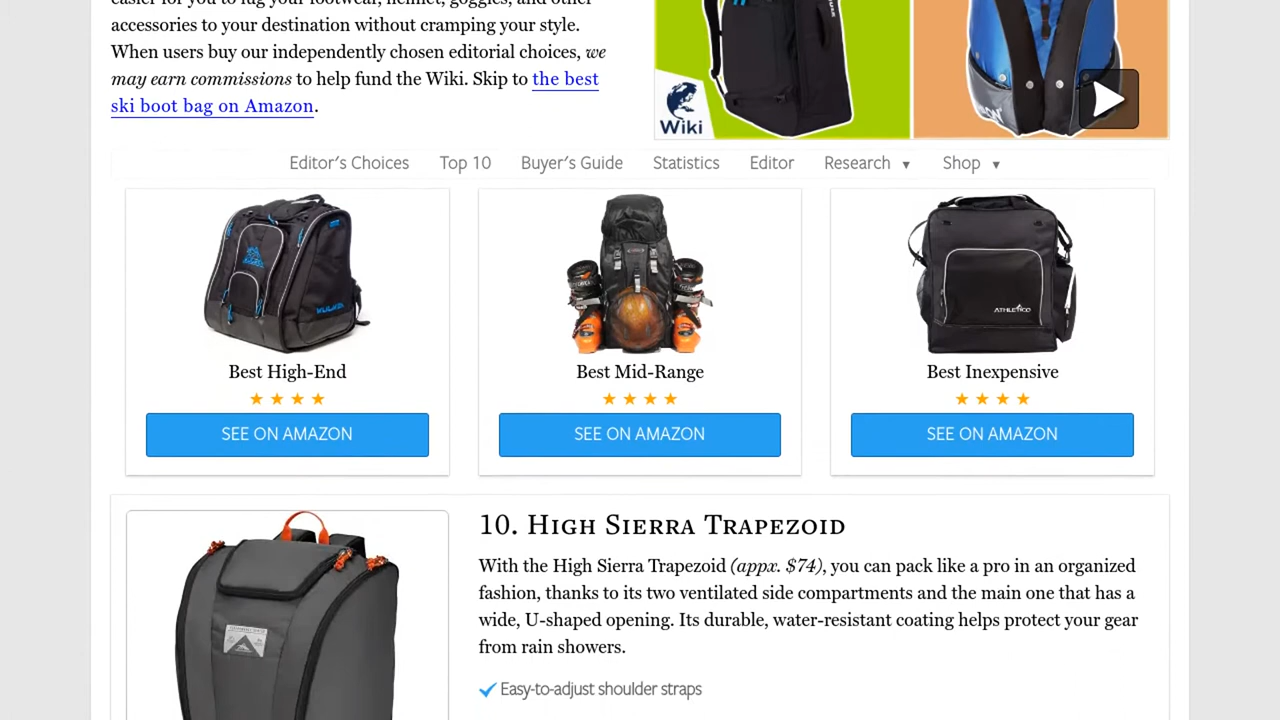 easier for you to lug your footwear, helmet, goggles, and other
accessories to your destination without cramping your style.
When users buy our independently chosen editorial choices, we
may earn commissions to help fund the Wiki. Skip to the best
ski boot bag on Amazon.
Wiki
Editor's Choices Top 10 Buyer's Guide Statistics Editor Research ▾ Shop ▾
KULKEA
ATHLETICO
Best High-End Best Mid-Range Best Inexpensive
★ ★ ★ ★ ★ ★ ★ ★ ★ ★ ★ ★
SEE ON AMAZON SEE ON AMAZON SEE ON AMAZON
10. High Sierra Trapezoid
With the High Sierra Trapezoid (appx. $74), you can pack like a pro in an organized
fashion, thanks to its two ventilated side compartments and the main one that has a
wide, U-shaped opening. Its durable, water-resistant coating helps protect your gear
from rain showers.
Easy-to-adjust shoulder straps